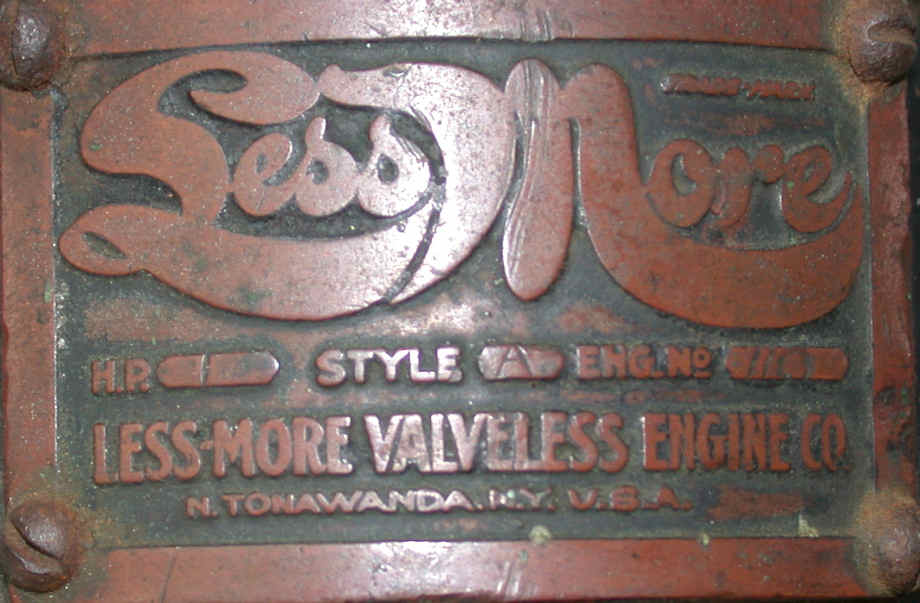 Less More TRADE MARK
H.P. STYLE A ENG. NO
LESS-MORE VALVELESS ENGINE CO.
N. TONAWANDA. N.Y. U.S.A.